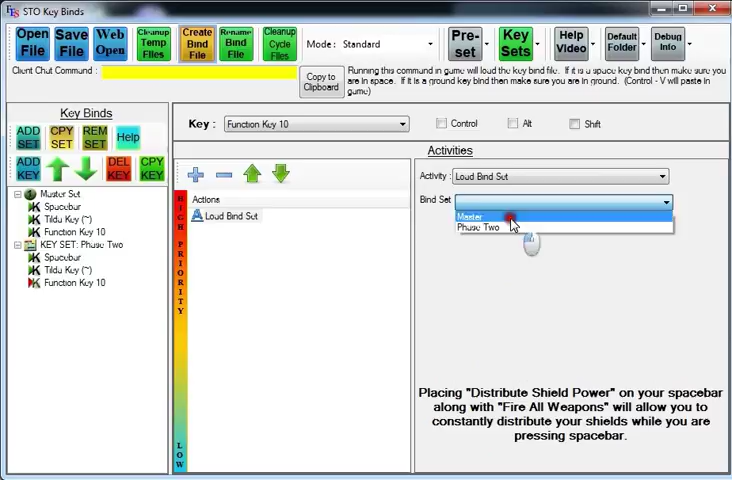 STO Key Binds
Open File
Save File
Web Open
Cleanup Temp Files
Create Bind File
Rename Bind File
Cleanup Cycle Files
Mode: Standard
Pre-set
Key Sets
Help Video
Default Folder
Debug Info
Client Chat Command:
Copy to Clipboard
Running this command in game will load the key bind file. If it is a space key bind then make sure you
are in space. If it is a ground key bind then make sure you are on the ground. (Control - V will paste in
game)
Key Binds
ADD SET
CPY SET
REM SET
Help
ADD KEY
DEL KEY
CPY KEY
Master Set
Spacebar
Tilda Key (~)
Function Key 10
KEY SET: Phase Two
Spacebar
Tilda Key (~)
Function Key 10
Key: Function Key 10
Control
Alt
Shift
HIGH PRIORITY
LOW
Actions
Loud Bind Set
Activities
Activity: Loud Bind Set
Bind Set
Master
Phase Two
Placing "Distribute Shield Power" on your spacebar
along with "Fire All Weapons" will allow you to
constantly distribute your shields while you are
pressing spacebar.